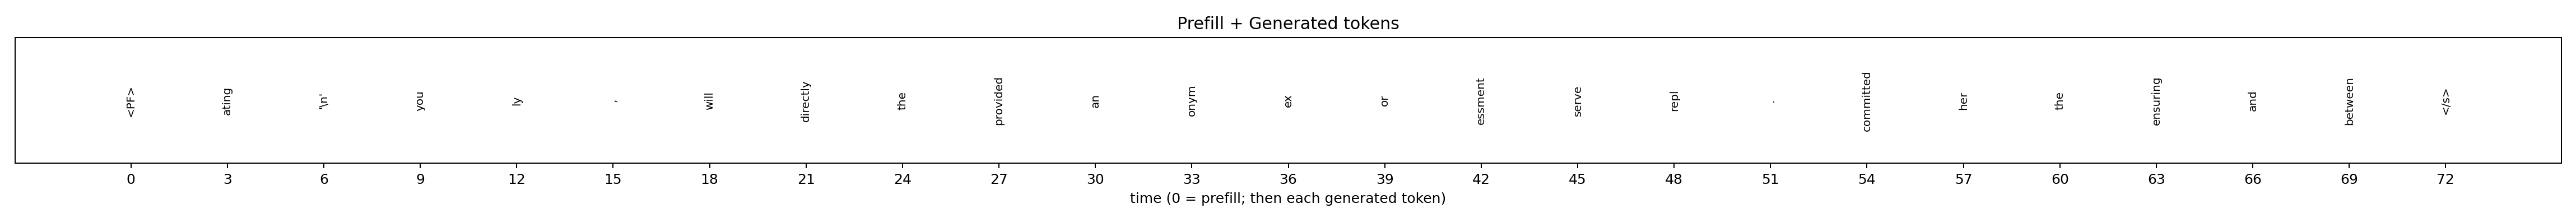 Prefill + Generated tokens
<PF> ating '\n' you ly , will directly the provided an onym ex or essment serve repl . committed her the ensuring and between </s>
0 3 6 9 12 15 18 21 24 27 30 33 36 39 42 45 48 51 54 57 60 63 66 69 72
time (0 = prefill; then each generated token)